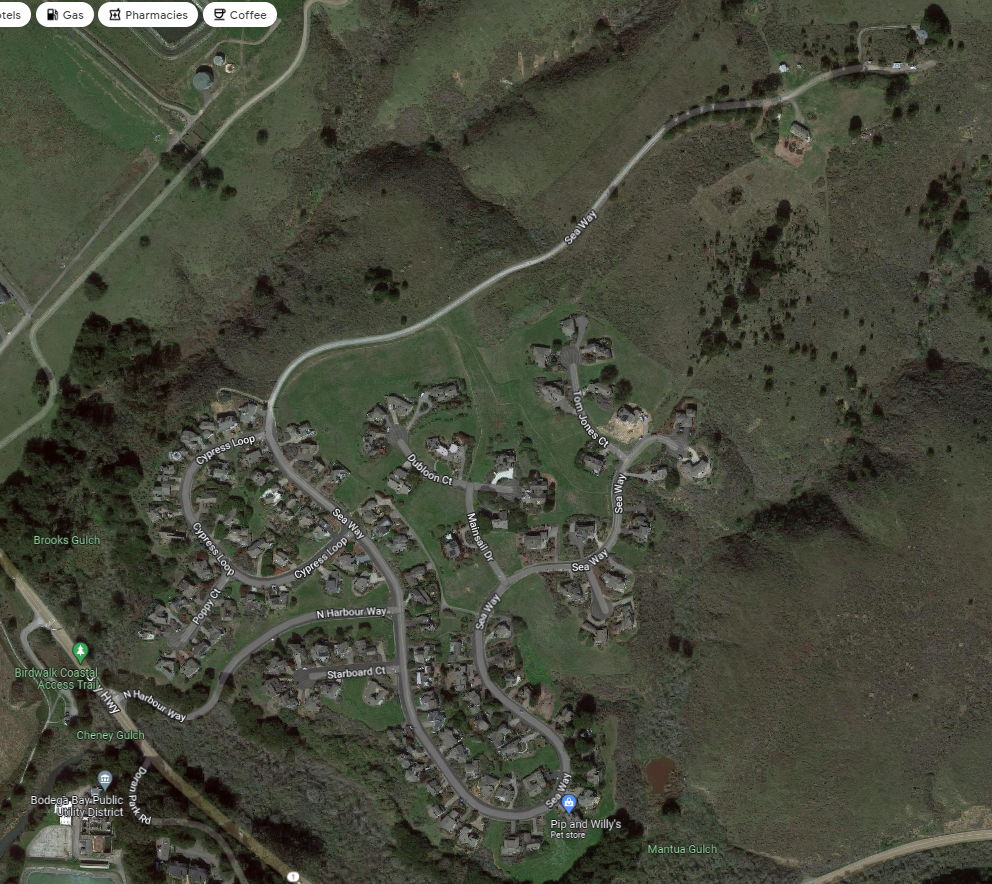 tels
Gas
Pharmacies
Coffee
Sea Way
Tom Jones Ct
Cypress Loop
Dubloon Ct
Sea Way
Sea Way
Mainsail Dr
Brooks Gulch
Cypress Loop
Cypress Loop
Sea Way
Poppy Ct
N Harbour Way
Sea Way
Birdwalk Coastal
Access Trail
Starboard Ct
Hwy
N Harbour Way
Cheney Gulch
Doran Park Rd
Bodega Bay Public
Utility District
Sea Way
Pip and Willy's
Pet store
Mantua Gulch
1